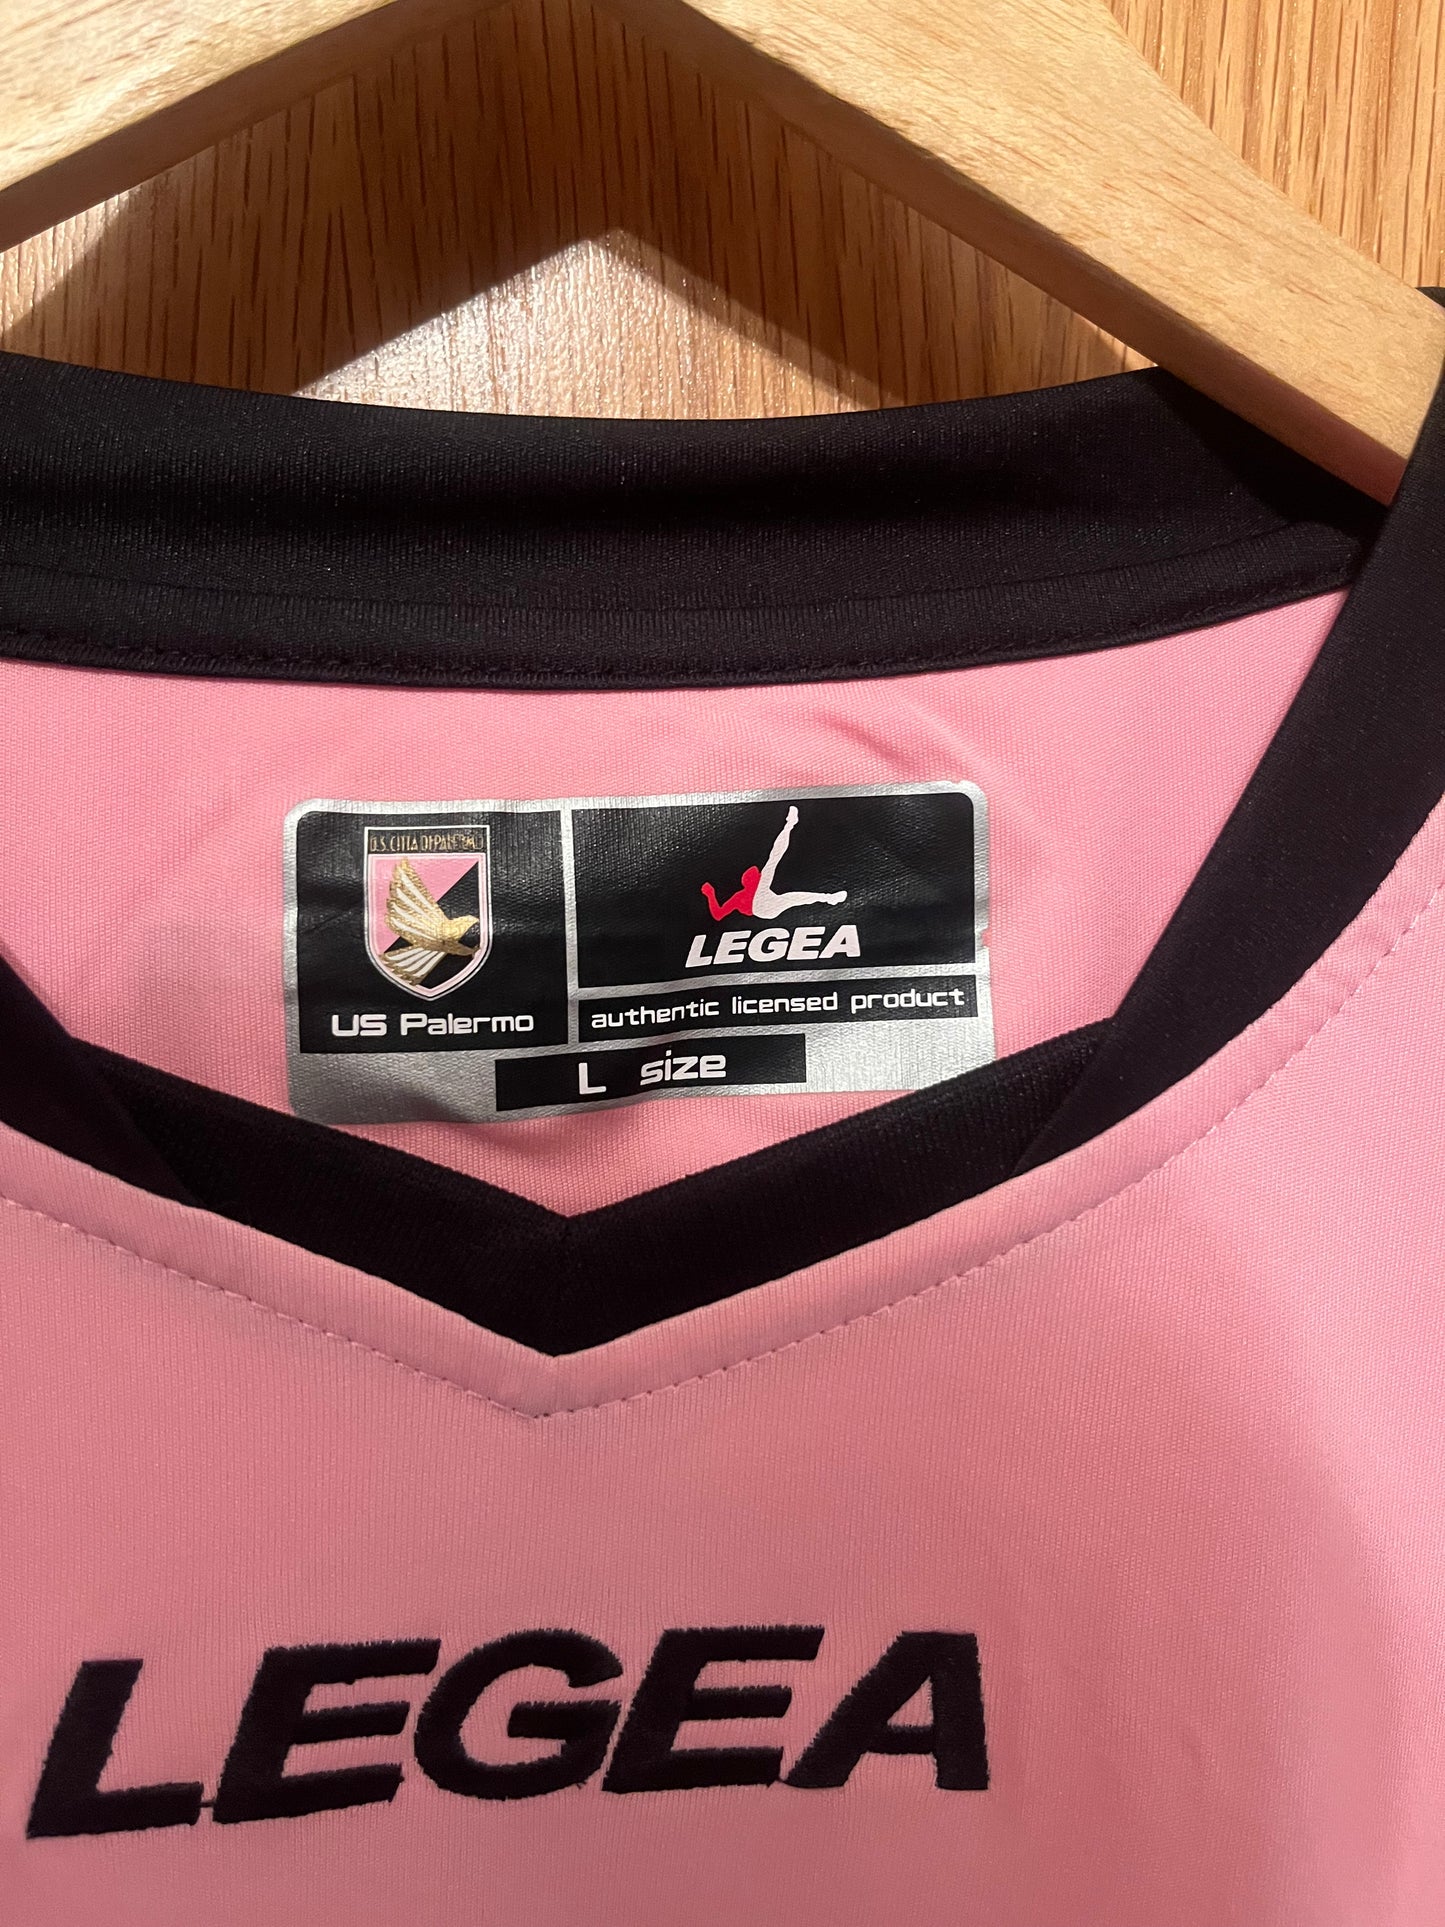 U.S. CITTA DI PALERMO
US Palermo
LEGEA
authentic licensed product
L size
LEGEA